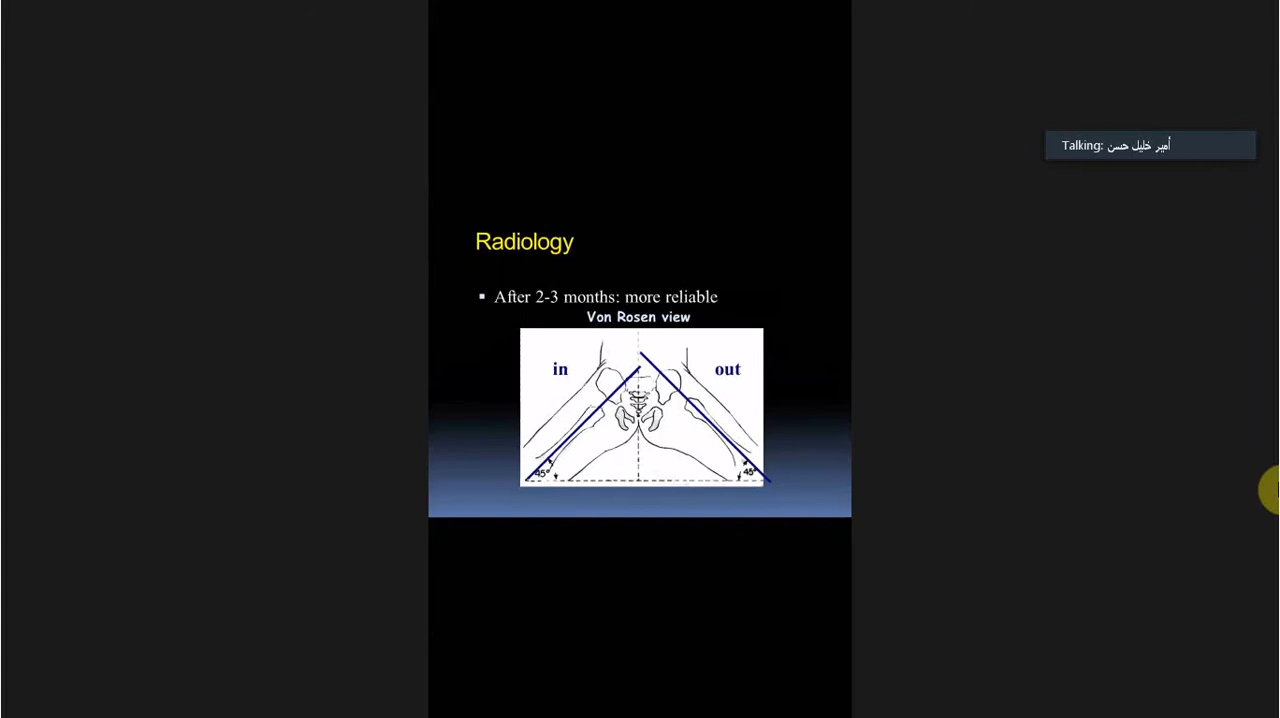 Talking: أمير خليل حسن
Radiology
▪ After 2-3 months: more reliable
Von Rosen view
in out
45° 45°